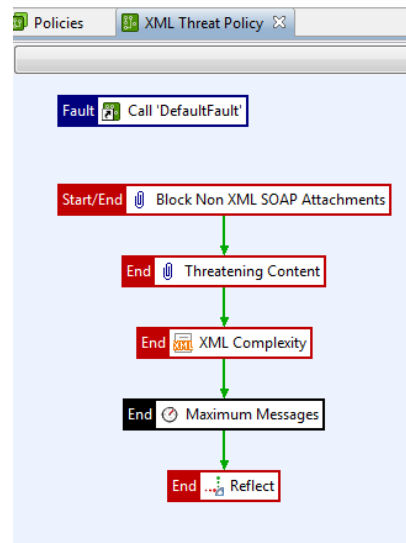 Policies
XML Threat Policy
Fault Call 'DefaultFault'
Start/End Block Non XML SOAP Attachments
End Threatening Content
End XML XML Complexity
End Maximum Messages
End Reflect